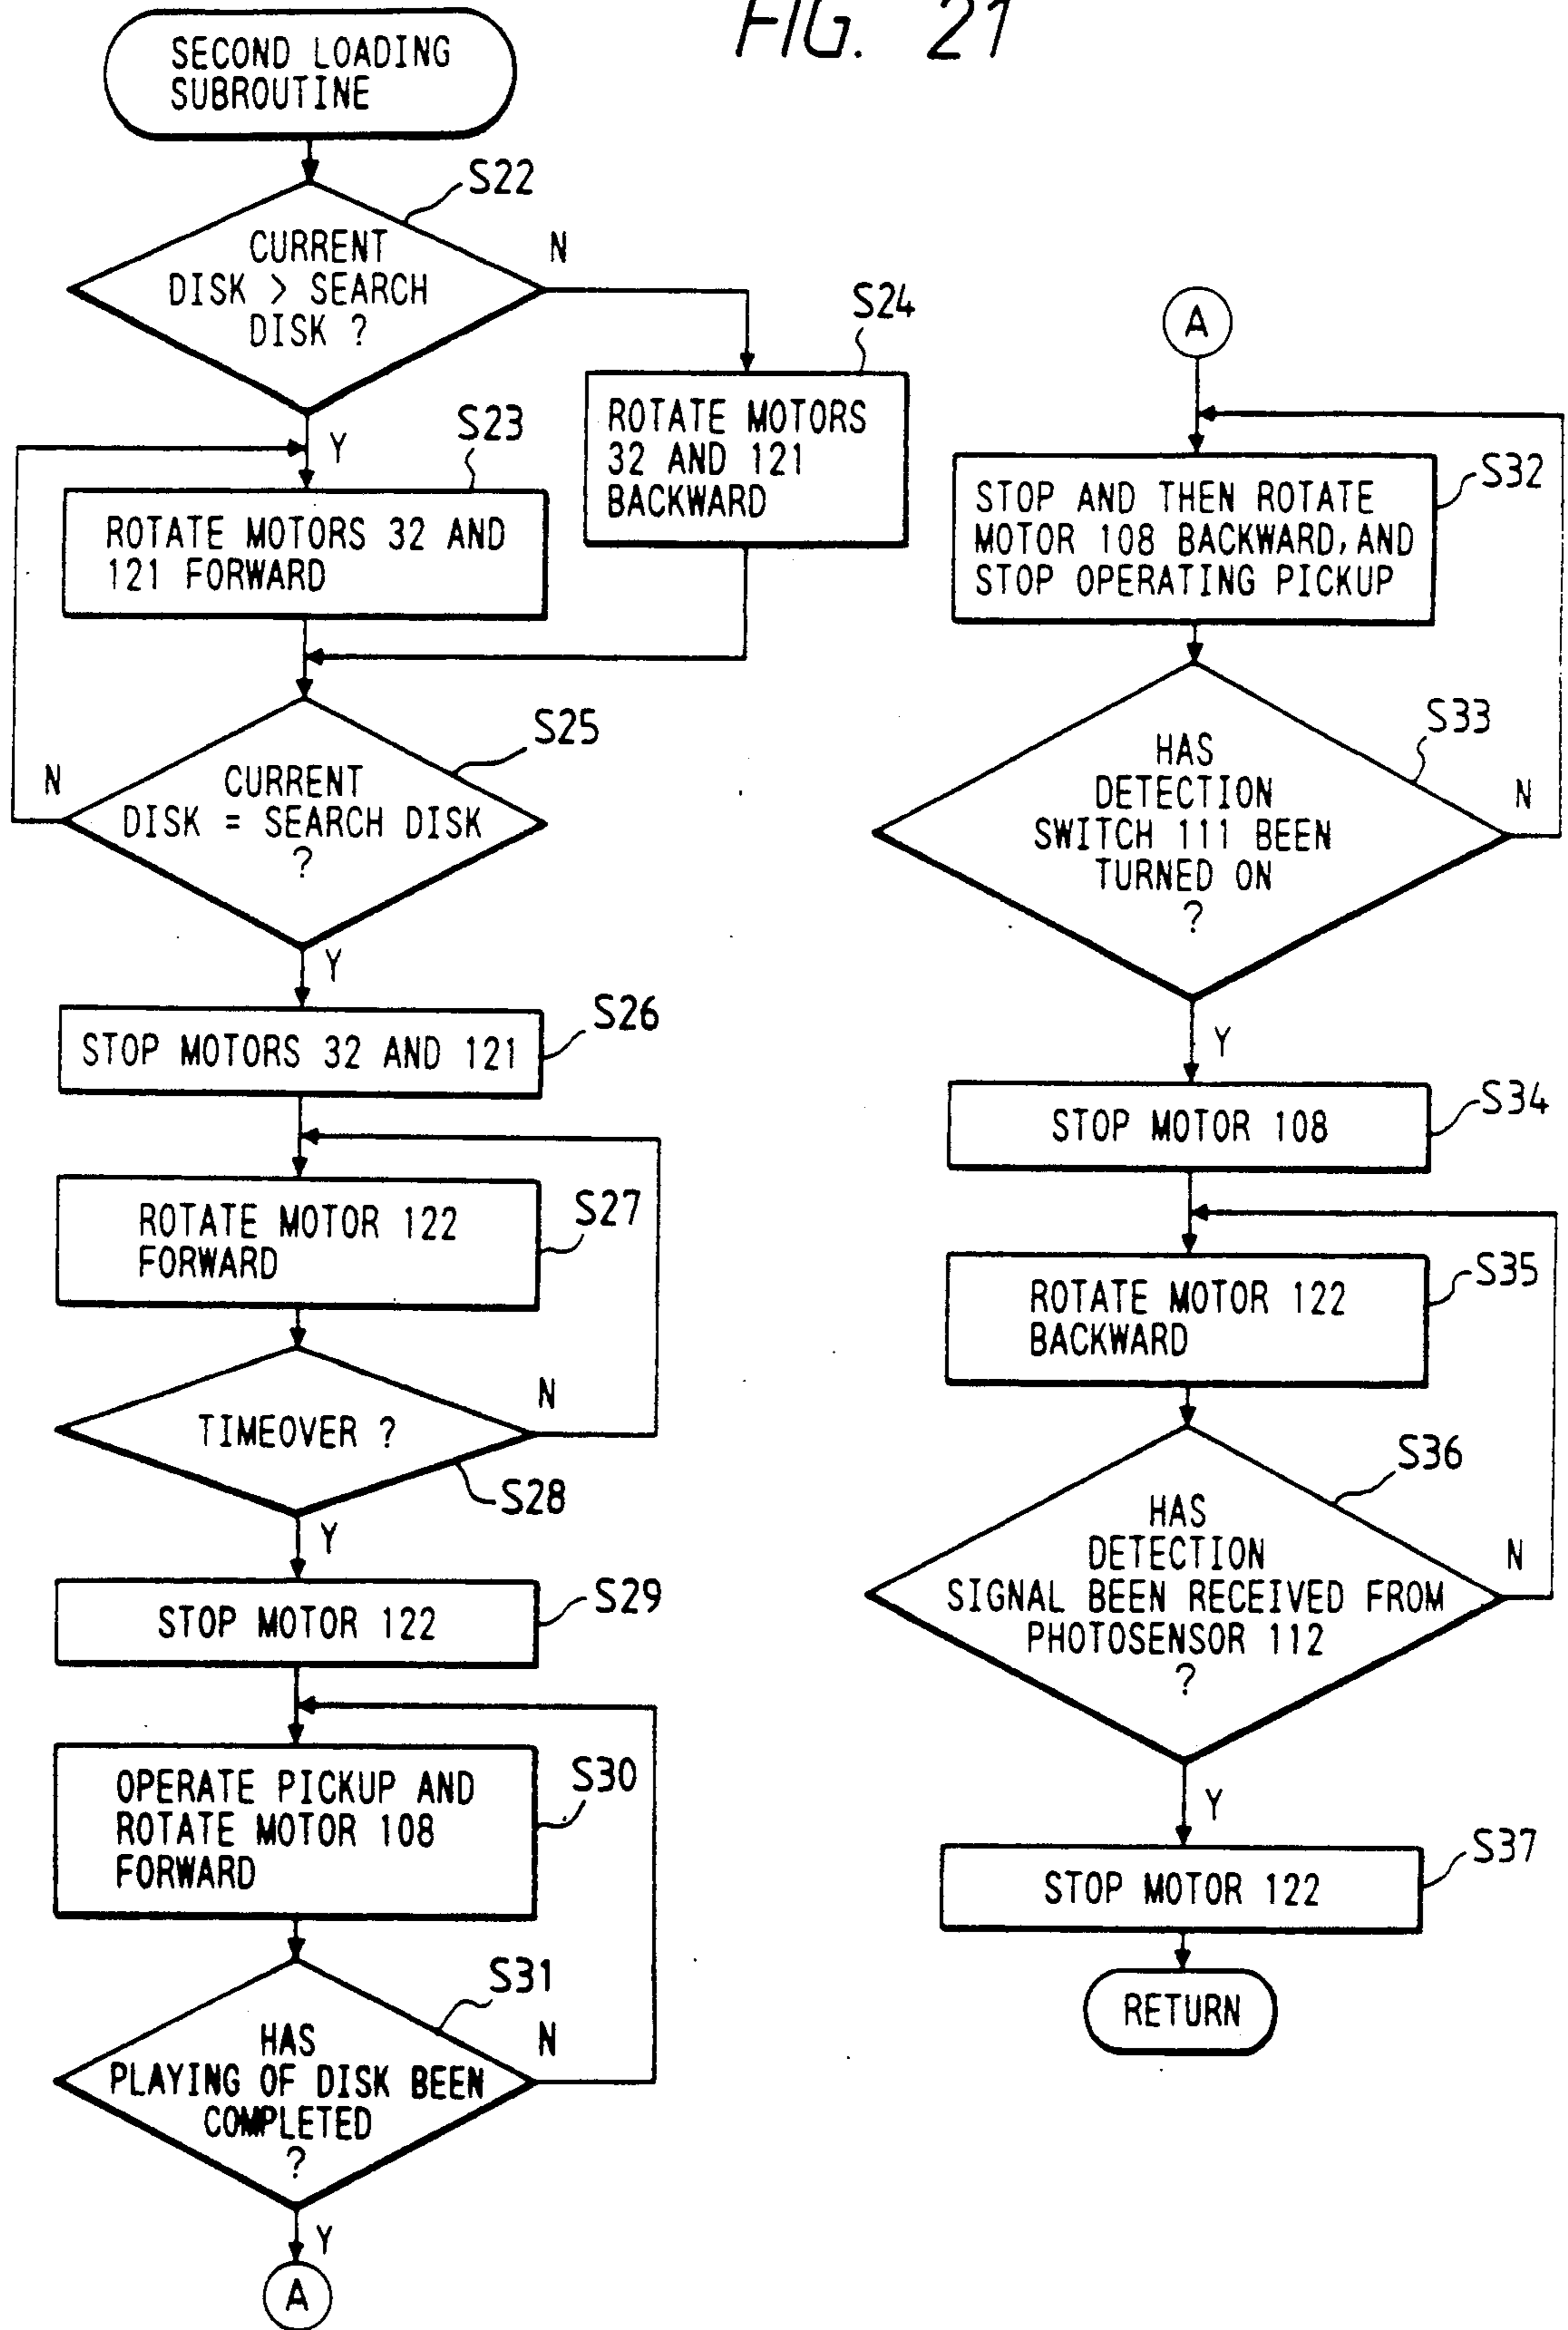 FIG. 21
SECOND LOADING
SUBROUTINE
S22
CURRENT
DISK > SEARCH
DISK ?
N
Y
S24
ROTATE MOTORS
32 AND 121
BACKWARD
S23
ROTATE MOTORS 32 AND
121 FORWARD
S25
CURRENT
DISK = SEARCH DISK
?
N
Y
S26
STOP MOTORS 32 AND 121
S27
ROTATE MOTOR 122
FORWARD
TIMEOVER ?
N
S28
Y
S29
STOP MOTOR 122
S30
OPERATE PICKUP AND
ROTATE MOTOR 108
FORWARD
S31
HAS
PLAYING OF DISK BEEN
COMPLETED
?
N
Y
A
A
S32
STOP AND THEN ROTATE
MOTOR 108 BACKWARD, AND
STOP OPERATING PICKUP
S33
HAS
DETECTION
SWITCH 111 BEEN
TURNED ON
?
N
Y
S34
STOP MOTOR 108
S35
ROTATE MOTOR 122
BACKWARD
S36
HAS
DETECTION
SIGNAL BEEN RECEIVED FROM
PHOTOSENSOR 112
?
N
Y
S37
STOP MOTOR 122
RETURN